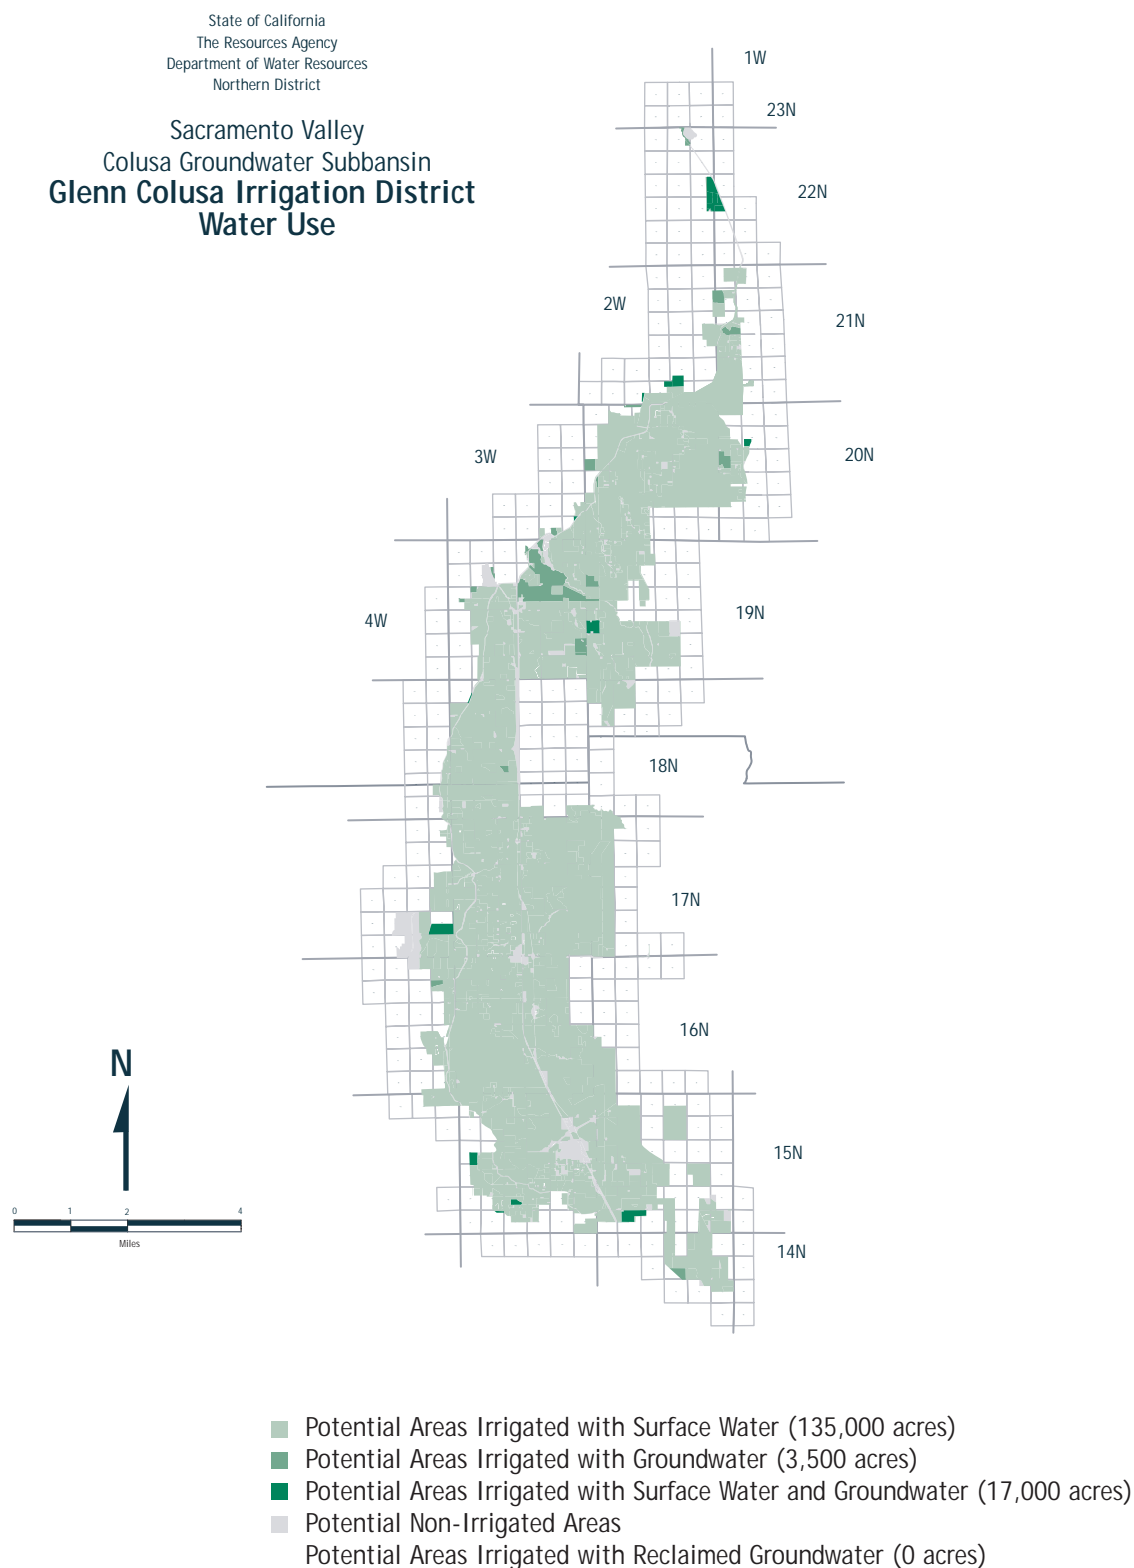 State of California
The Resources Agency
Department of Water Resources
Northern District
Sacramento Valley
Colusa Groundwater Subbansin
Glenn Colusa Irrigation District
Water Use
1W
23N
22N
2W
21N
3W
20N
4W
19N
18N
17N
16N
N
15N
0 1 2 4
Miles
14N
Potential Areas Irrigated with Surface Water (135,000 acres)
Potential Areas Irrigated with Groundwater (3,500 acres)
Potential Areas Irrigated with Surface Water and Groundwater (17,000 acres)
Potential Non-Irrigated Areas
Potential Areas Irrigated with Reclaimed Groundwater (0 acres)